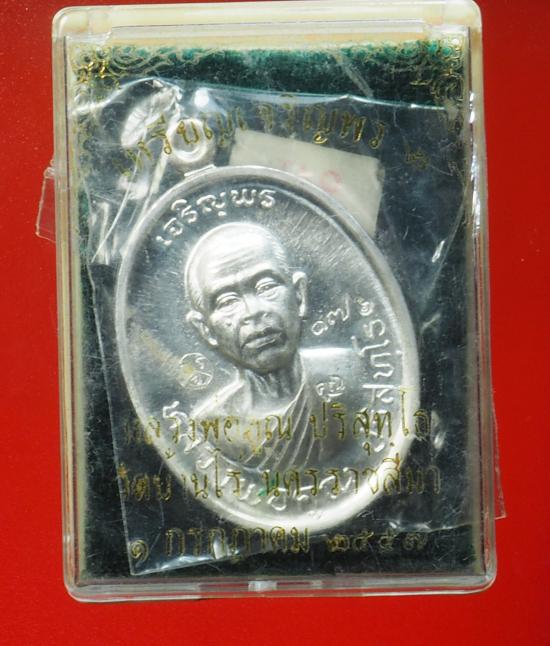 เหรียญเจริญพร ๒
เจริญพร
๑๗๖
หลวงพ่อคูณ ปริสุทฺโธ
วัดบ้านไร่ นครราชสีมา
๑ กรกฎาคม ๒๕๕๗